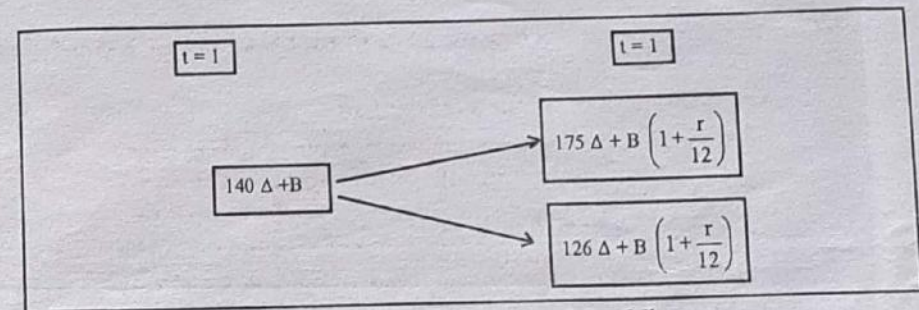 t = 1
t = 1
175 Δ + B (1 + r/12)
140 Δ +B
126 Δ + B (1 + r/12)